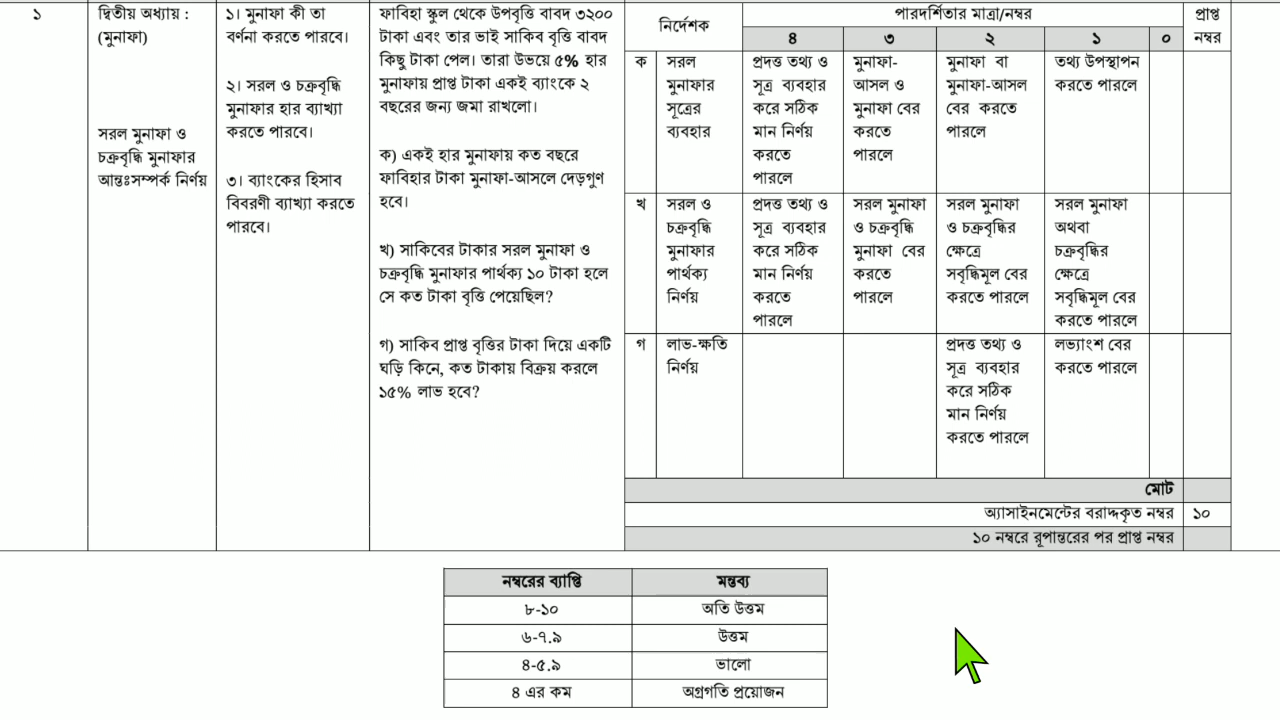 ১
দ্বিতীয় অধ্যায় :
(মুনাফা)
সরল মুনাফা ও
চক্রবৃদ্ধি মুনাফার
আন্তঃসম্পর্ক নির্ণয়
১। মুনাফা কী তা
বর্ণনা করতে পারবে।
২। সরল ও চক্রবৃদ্ধি
মুনাফার হার ব্যাখ্যা
করতে পারবে।
৩। ব্যাংকের হিসাব
বিবরণী ব্যাখ্যা করতে
পারবে।
ফাবিহা স্কুল থেকে উপবৃত্তি বাবদ ৩২০০
টাকা এবং তার ভাই সাকিব বৃত্তি বাবদ
কিছু টাকা পেল। তারা উভয়ে ৫% হার
মুনাফায় প্রাপ্ত টাকা একই ব্যাংকে ২
বছরের জন্য জমা রাখলো।
ক) একই হার মুনাফায় কত বছরে
ফাবিহার টাকা মুনাফা-আসলে দেড়গুণ
হবে।
খ) সাকিবের টাকার সরল মুনাফা ও
চক্রবৃদ্ধি মুনাফার পার্থক্য ১০ টাকা হলে
সে কত টাকা বৃত্তি পেয়েছিল?
গ) সাকিব প্রাপ্ত বৃত্তির টাকা দিয়ে একটি
ঘড়ি কিনে, কত টাকায় বিক্রয় করলে
১৫% লাভ হবে?
নির্দেশক
পারদর্শিতার মাত্রা/নম্বর
প্রাপ্ত
নম্বর
৪ ৩ ২ ১ ০
ক
সরল
মুনাফার
সূত্রের
ব্যবহার
প্রদত্ত তথ্য ও
সূত্র ব্যবহার
করে সঠিক
মান নির্ণয়
করতে
পারলে
মুনাফা-
আসল ও
মুনাফা বের
করতে
পারলে
মুনাফা বা
মুনাফা-আসল
বের করতে
পারলে
তথ্য উপস্থাপন
করতে পারলে
খ
সরল ও
চক্রবৃদ্ধি
মুনাফার
পার্থক্য
নির্ণয়
প্রদত্ত তথ্য ও
সূত্র ব্যবহার
করে সঠিক
মান নির্ণয়
করতে
পারলে
সরল মুনাফা
ও চক্রবৃদ্ধি
মুনাফা বের
করতে
পারলে
সরল মুনাফা
ও চক্রবৃদ্ধির
ক্ষেত্রে
সবৃদ্ধিমূল বের
করতে পারলে
সরল মুনাফা
অথবা
চক্রবৃদ্ধির
ক্ষেত্রে
সবৃদ্ধিমূল বের
করতে পারলে
গ
লাভ-ক্ষতি
নির্ণয়
প্রদত্ত তথ্য ও
সূত্র ব্যবহার
করে সঠিক
মান নির্ণয়
করতে পারলে
লভ্যাংশ বের
করতে পারলে
মোট
অ্যাসাইনমেন্টের বরাদ্দকৃত নম্বর ১০
১০ নম্বরে রূপান্তরের পর প্রাপ্ত নম্বর
নম্বরের ব্যাপ্তি মন্তব্য
৮-১০ অতি উত্তম
৬-৭.৯ উত্তম
৪-৫.৯ ভালো
৪ এর কম অগ্রগতি প্রয়োজন